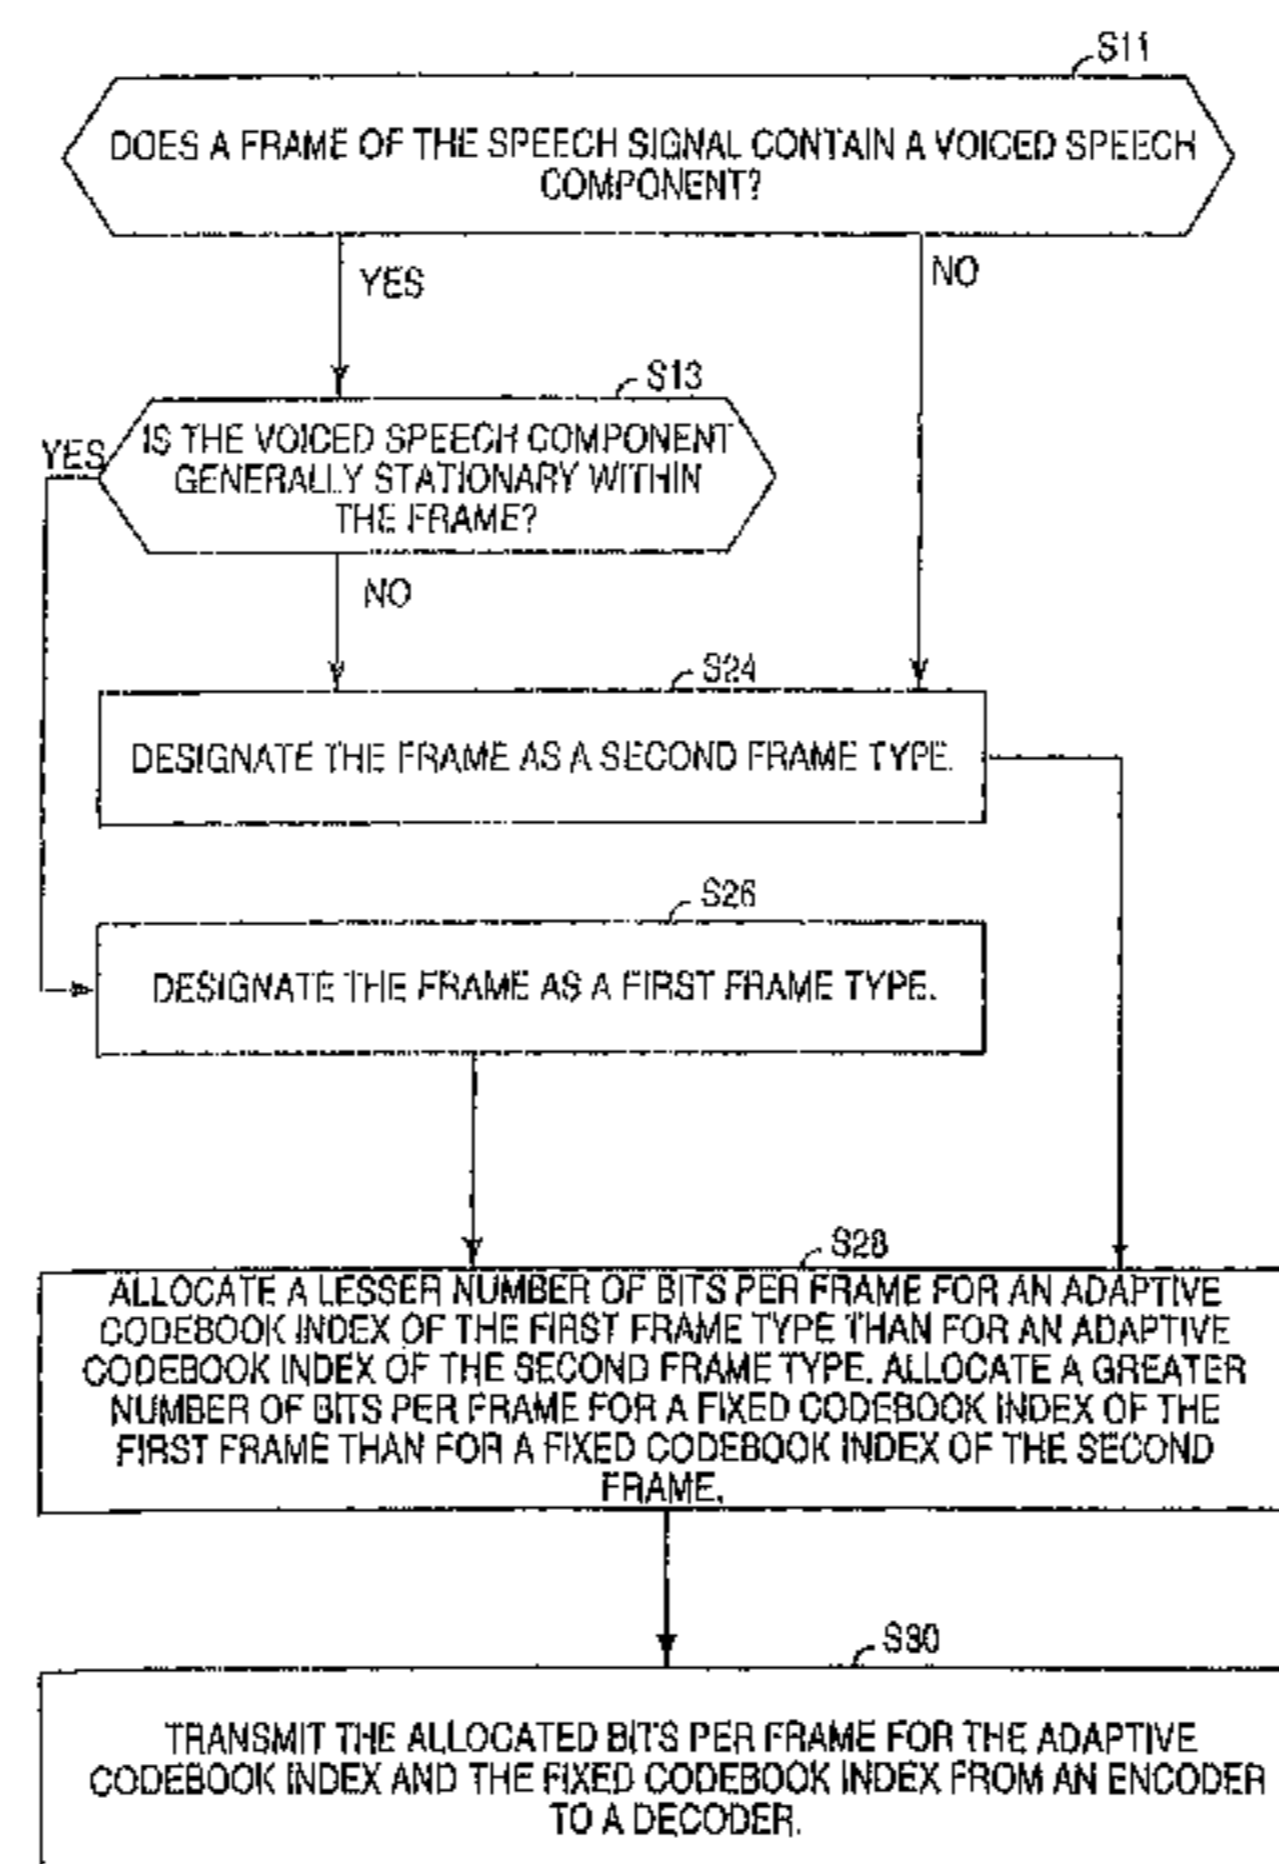 S11
DOES A FRAME OF THE SPEECH SIGNAL CONTAIN A VOICED SPEECH
COMPONENT?
YES
NO
S13
IS THE VOICED SPEECH COMPONENT
GENERALLY STATIONARY WITHIN
THE FRAME?
YES
NO
S24
DESIGNATE THE FRAME AS A SECOND FRAME TYPE.
S26
DESIGNATE THE FRAME AS A FIRST FRAME TYPE.
S28
ALLOCATE A LESSER NUMBER OF BITS PER FRAME FOR AN ADAPTIVE
CODEBOOK INDEX OF THE FIRST FRAME TYPE THAN FOR AN ADAPTIVE
CODEBOOK INDEX OF THE SECOND FRAME TYPE. ALLOCATE A GREATER
NUMBER OF BITS PER FRAME FOR A FIXED CODEBOOK INDEX OF THE
FIRST FRAME THAN FOR A FIXED CODEBOOK INDEX OF THE SECOND
FRAME.
S30
TRANSMIT THE ALLOCATED BITS PER FRAME FOR THE ADAPTIVE
CODEBOOK INDEX AND THE FIXED CODEBOOK INDEX FROM AN ENCODER
TO A DECODER.